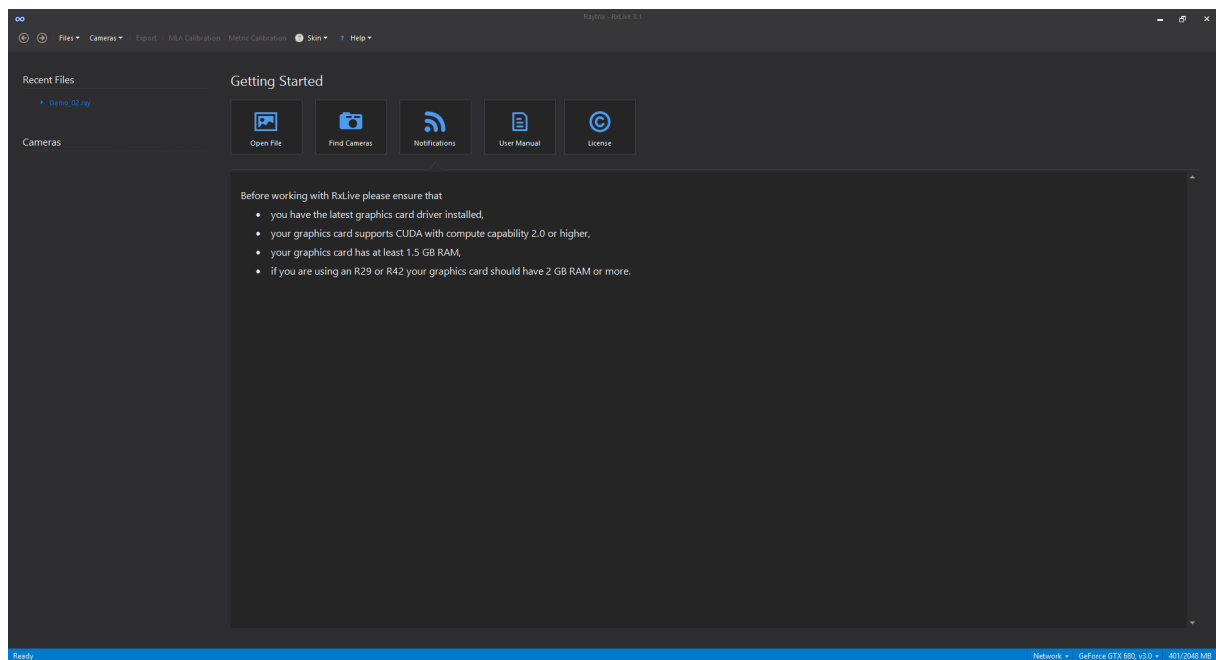 Raytrix - RxLive 3.1
Files Cameras Export MLA Calibration Metric Calibration Skin ? Help
Recent Files
Demo_02.ray
Cameras
Getting Started
Open File Find Cameras Notifications User Manual License
Before working with RxLive please ensure that
• you have the latest graphics card driver installed,
• your graphics card supports CUDA with compute capability 2.0 or higher,
• your graphics card has at least 1.5 GB RAM,
• if you are using an R29 or R42 your graphics card should have 2 GB RAM or more.
Ready Network GeForce GTX 680, v3.0 401/2048 MB